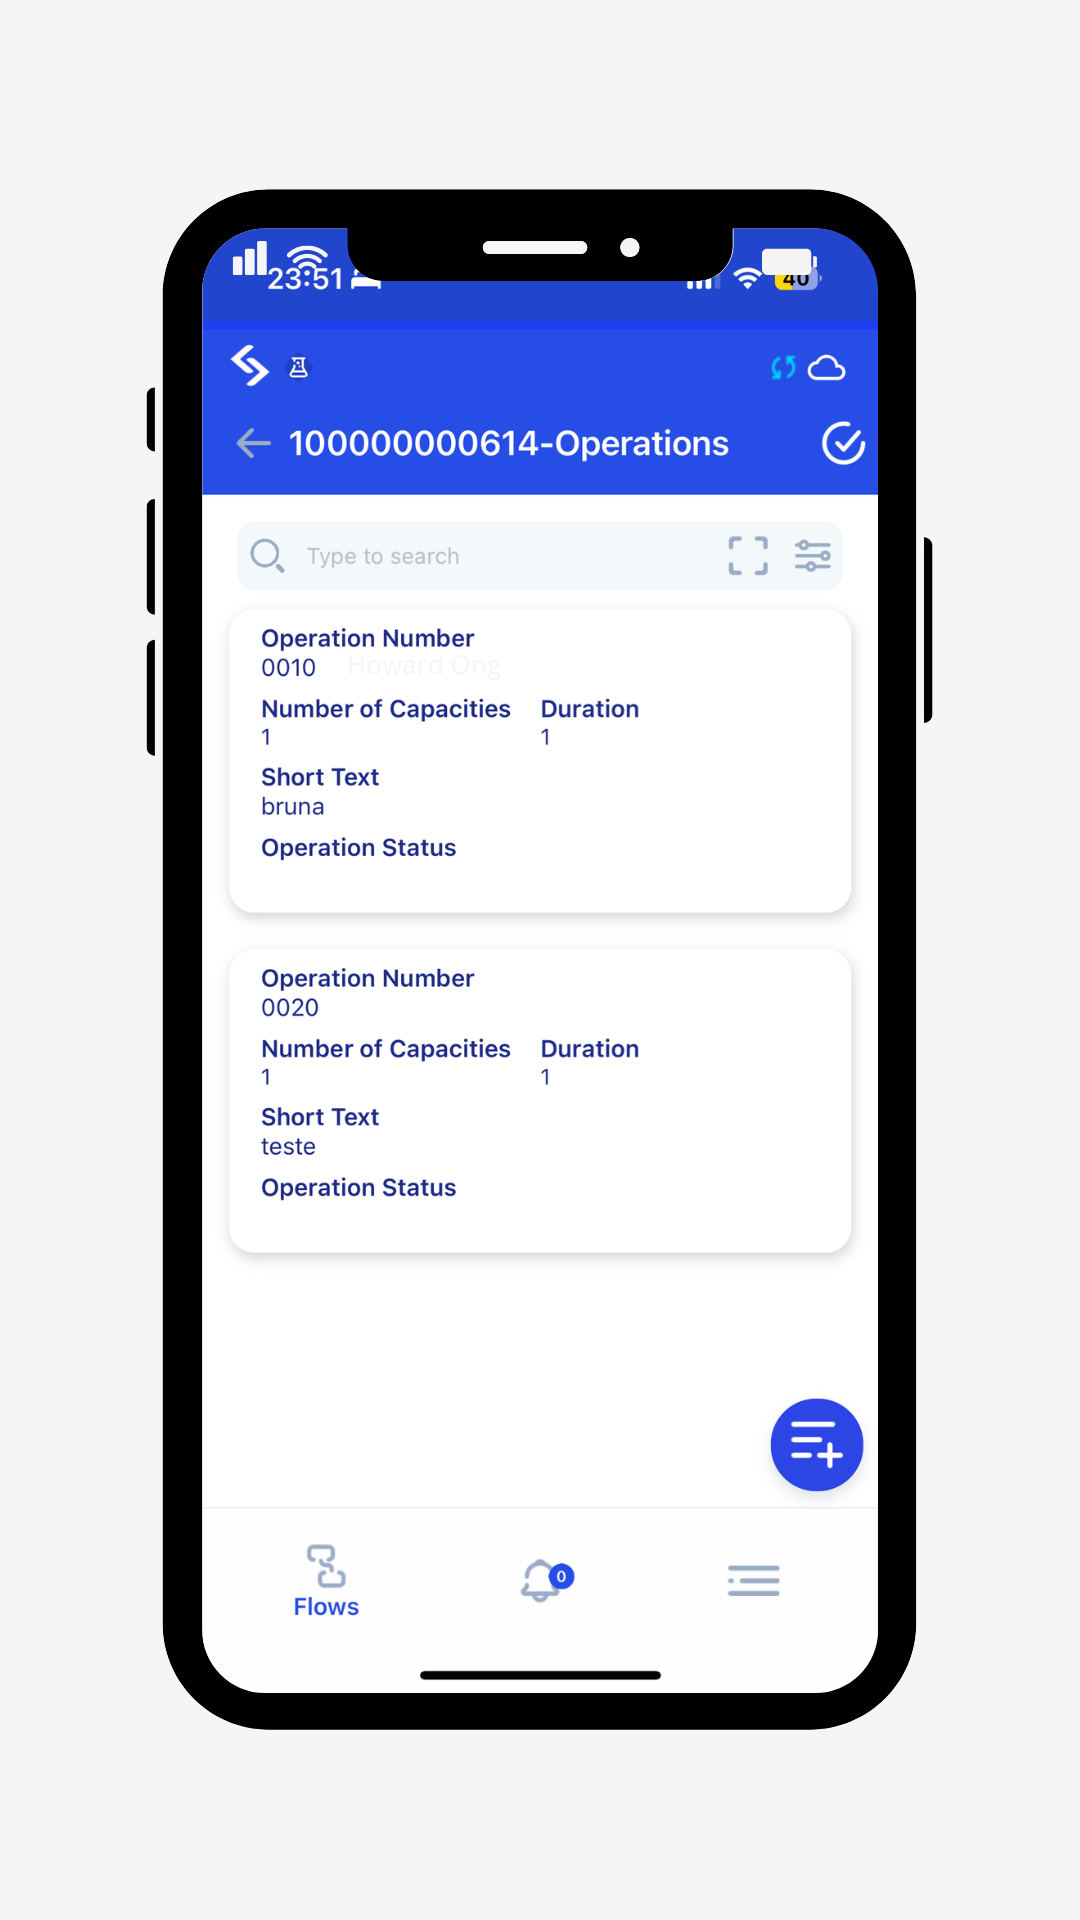 23:51
40
100000000614-Operations
Type to search
Operation Number
0010
Howard Ong
Number of Capacities Duration
1 1
Short Text
bruna
Operation Status
Operation Number
0020
Number of Capacities Duration
1 1
Short Text
teste
Operation Status
0
Flows